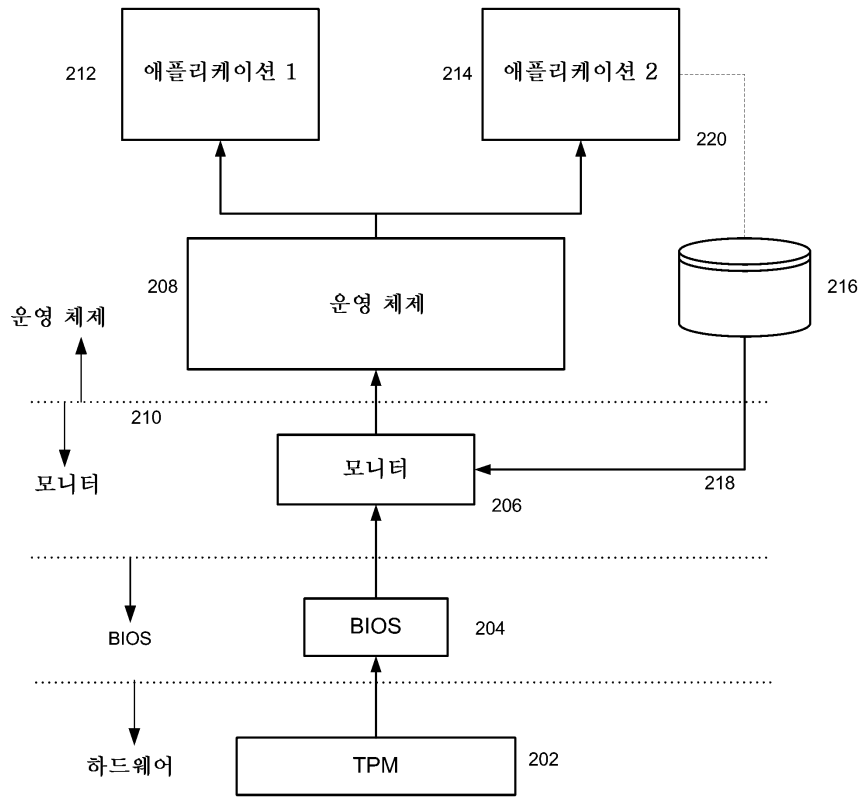 212
애플리케이션 1
214
애플리케이션 2
220
208
운영 체제
216
운영 체제
210
모니터
모니터
218
206
BIOS
204
BIOS
하드웨어
TPM
202